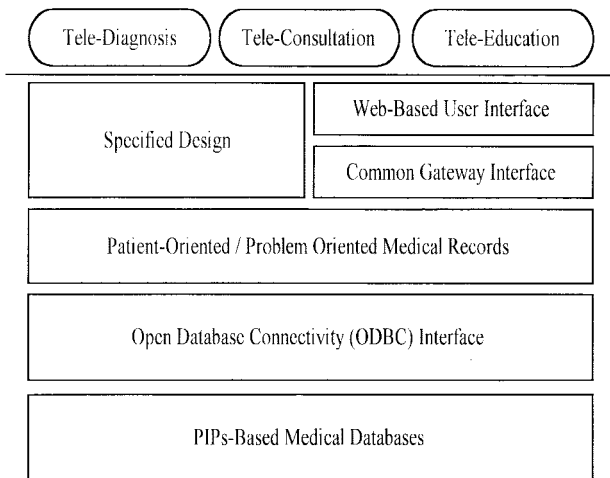 Tele-Diagnosis
Tele-Consultation
Tele-Education
Specified Design
Web-Based User Interface
Common Gateway Interface
Patient-Oriented / Problem Oriented Medical Records
Open Database Connectivity (ODBC) Interface
PIPs-Based Medical Databases